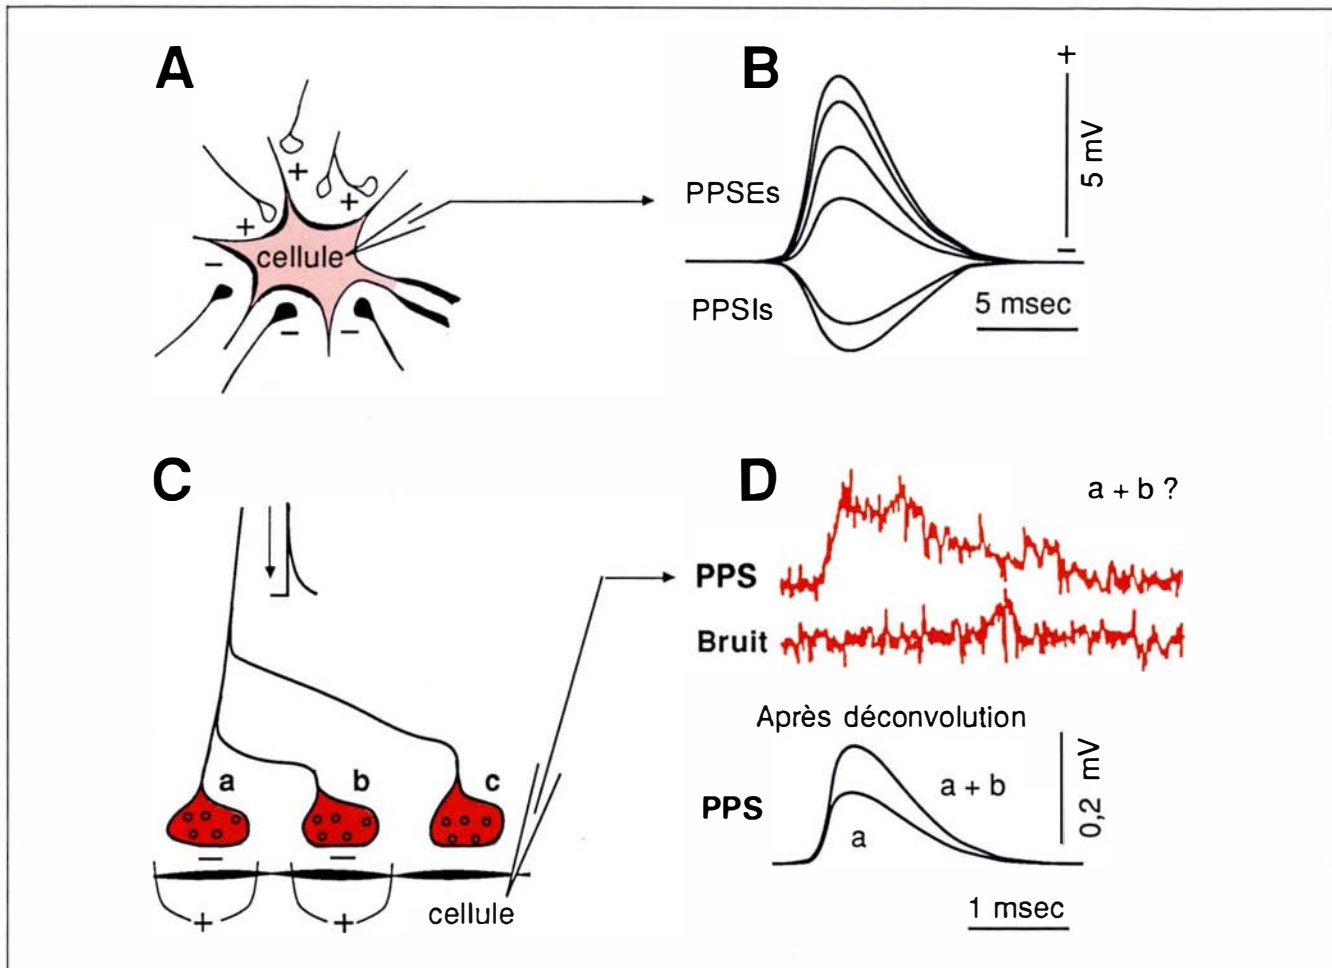 A
+
+
+
cellule
–
–
–
B
+
5 mV
–
PPSEs
PPSIs
5 msec
C
a
b
c
–
–
+
+
cellule
D
a + b ?
PPS
Bruit
Après déconvolution
PPS
a + b
a
0,2 mV
1 msec